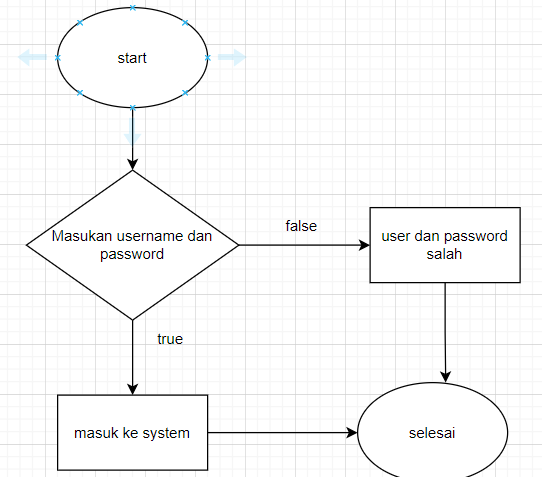 start
Masukan username dan
password
false
user dan password
salah
true
masuk ke system
selesai